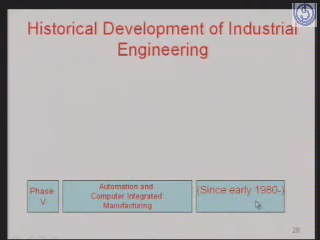 Historical Development of Industrial
Engineering
Phase
V
Automation and
Computer Integrated
Manufacturing
(Since early 1980-)
20